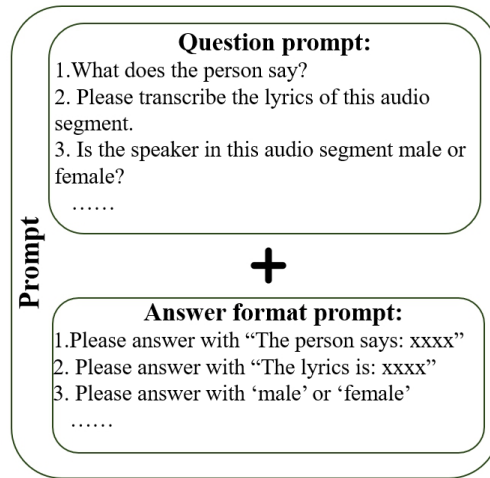 Prompt
Question prompt:
1.What does the person say?
2. Please transcribe the lyrics of this audio
segment.
3. Is the speaker in this audio segment male or
female?
……
+
Answer format prompt:
1.Please answer with “The person says: xxxx”
2. Please answer with “The lyrics is: xxxx”
3. Please answer with ‘male’ or ‘female’
……